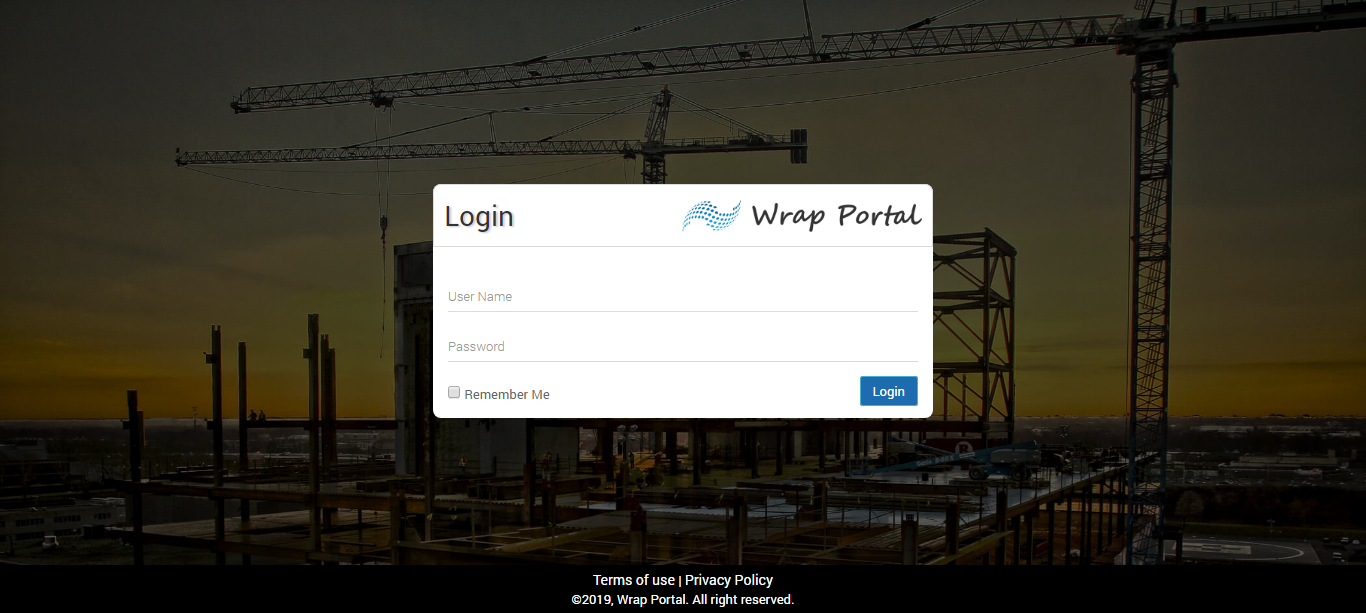 Login
Wrap Portal
User Name
Password
Remember Me
Login
Terms of use | Privacy Policy
©2019, Wrap Portal. All right reserved.